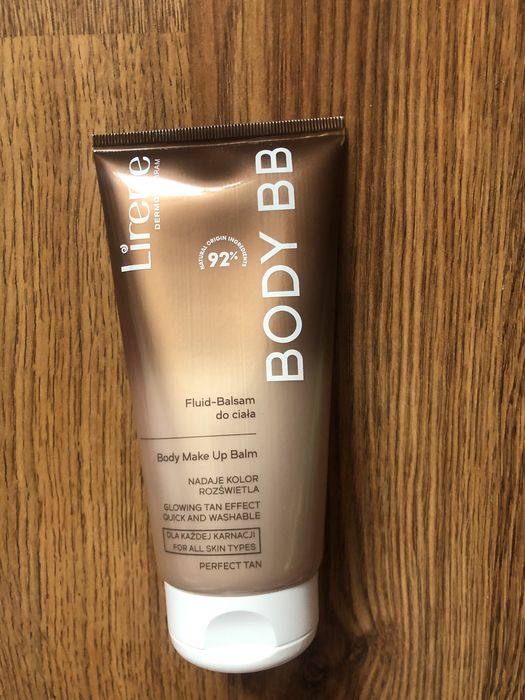 Lirene
BODY BB
NATURAL ORIGIN INGREDIENTS
92%
Fluid-Balsam
do ciała
Body Make Up Balm
NADAJE KOLOR
ROZŚWIETLA
GLOWING TAN EFFECT
QUICK AND WASHABLE
DLA KAŻDEJ KARNACJI
FOR ALL SKIN TYPES
PERFECT TAN